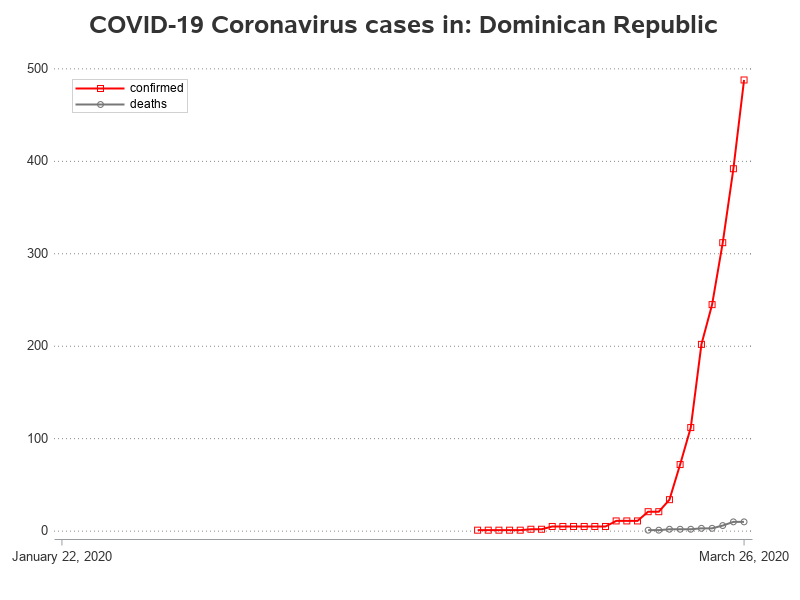 COVID-19 Coronavirus cases in: Dominican Republic
500
confirmed
deaths
400
300
200
100
0
January 22, 2020
March 26, 2020